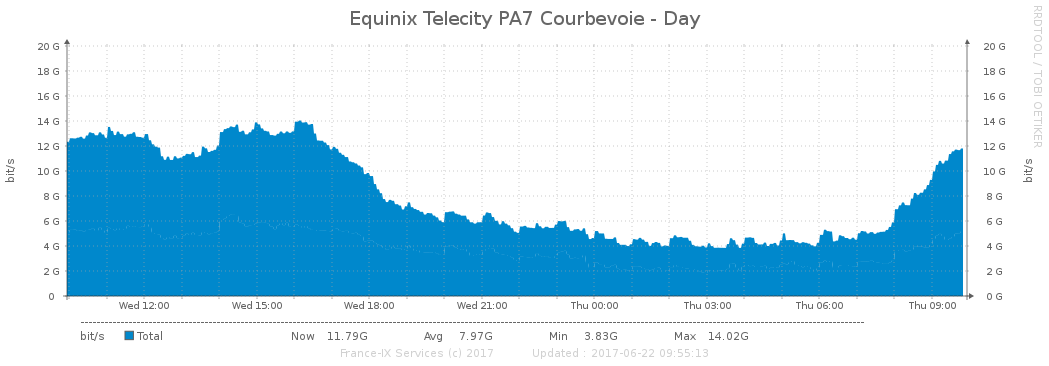 Equinix Telecity PA7 Courbevoie - Day
RRDTOOL / TOBI OETIKER
20 G 20 G
18 G 18 G
16 G 16 G
14 G 14 G
12 G 12 G
10 G 10 G
8 G 8 G
6 G 6 G
4 G 4 G
2 G 2 G
0 0 G
bit/s
bit/s
Wed 12:00 Wed 15:00 Wed 18:00 Wed 21:00 Thu 00:00 Thu 03:00 Thu 06:00 Thu 09:00
bit/s Total Now 11.79G Avg 7.97G Min 3.83G Max 14.02G
France-IX Services (c) 2017 Updated : 2017-06-22 09:55:13